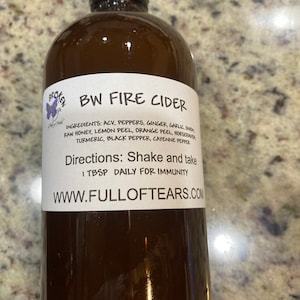 BW FIRE CIDER
INGREDIENTS: ACV, PEPPERS, GINGER, GARLIC, ONION,
RAW HONEY, LEMON PEEL, ORANGE PEEL, HORSERADISH,
TURMERIC, BLACK PEPPER, CAYENNE PEPPER
Directions: Shake and take
1 TBSP DAILY FOR IMMUNITY
WWW.FULLOFTEARS.COM